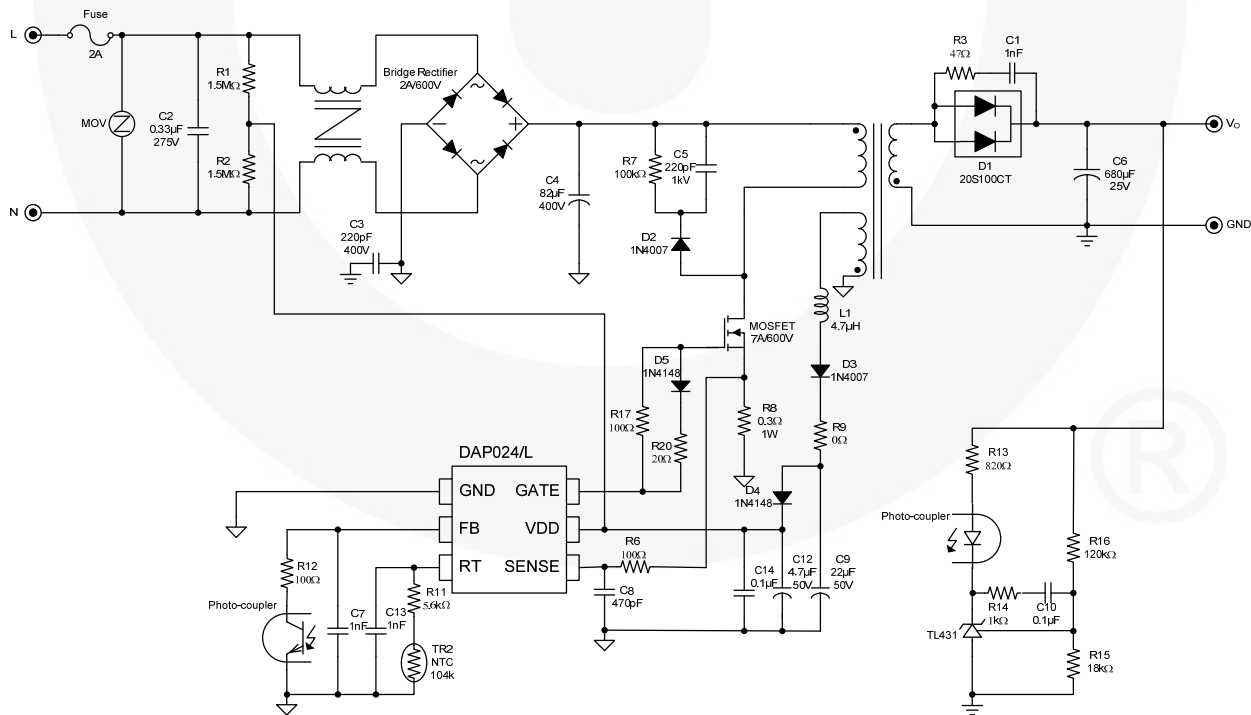 Fuse
L
2A
R1
1.5MΩ
MOV
C2
0.33µF
275V
R2
1.5MΩ
N
Bridge Rectifier
2A/600V
C3
220pF
400V
C4
82µF
400V
R7
100kΩ
C5
220pF
1kV
D2
1N4007
R3
47Ω
C1
1nF
D1
20S100CT
VO
C6
680µF
25V
GND
L1
4.7µH
MOSFET
7A/600V
D3
1N4007
D5
1N4148
R17
100Ω
R20
20Ω
R8
0.3Ω
1W
R9
0Ω
D4
1N4148
DAP024/L
GND
GATE
FB
VDD
RT
SENSE
R6
100Ω
C8
470pF
C14
0.1µF
C12
4.7µF
50V
C9
22µF
50V
R12
100Ω
Photo-coupler
C7
1nF
C13
1nF
R11
5.6kΩ
TR2
NTC
104k
R13
820Ω
Photo-coupler
R16
120kΩ
R14
1kΩ
C10
0.1µF
TL431
R15
18kΩ
®